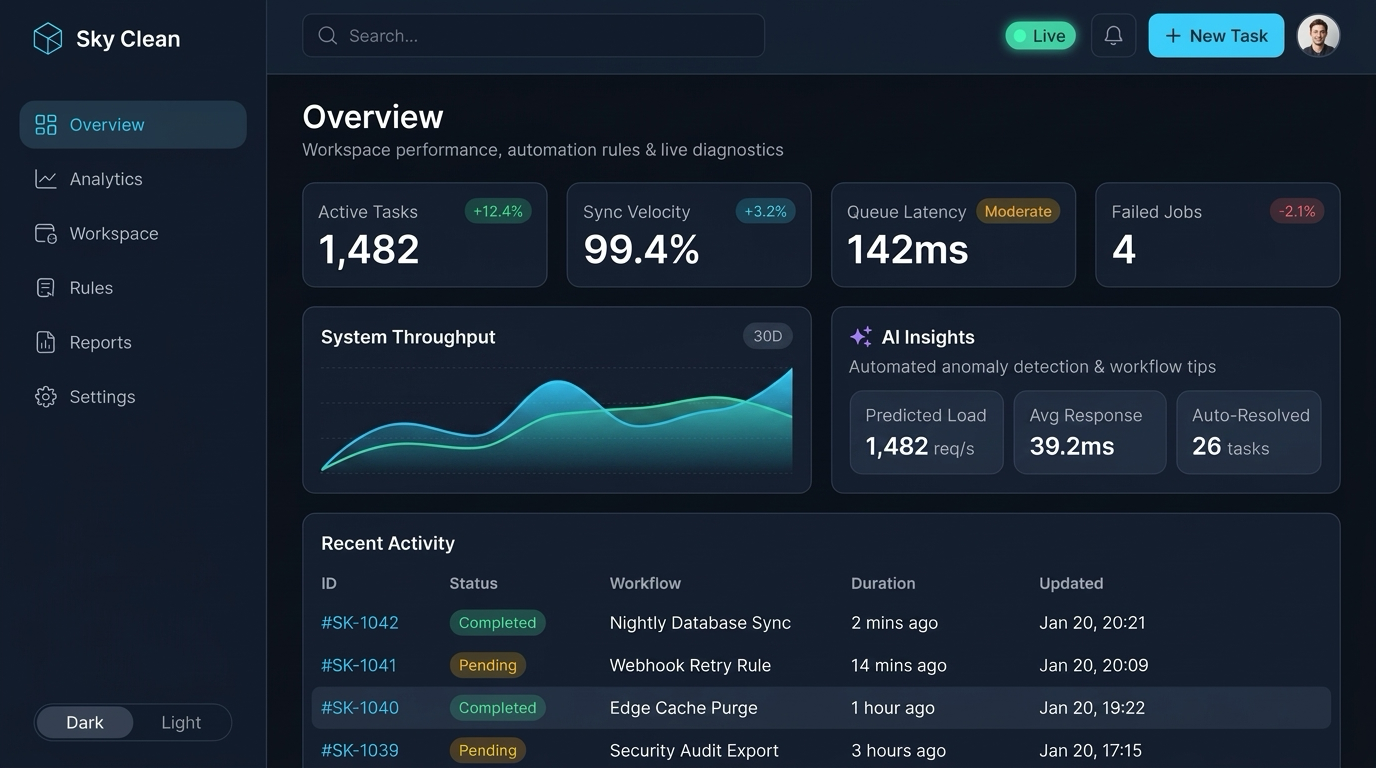 Sky Clean
Search...
Live
+ New Task
Overview
Analytics
Workspace
Rules
Reports
Settings
Dark
Light
Overview
Workspace performance, automation rules & live diagnostics
Active Tasks +12.4%
1,482
Sync Velocity +3.2%
99.4%
Queue Latency Moderate
142ms
Failed Jobs -2.1%
4
System Throughput 30D
AI Insights
Automated anomaly detection & workflow tips
Predicted Load
1,482 req/s
Avg Response
39.2ms
Auto-Resolved
26 tasks
Recent Activity
ID Status Workflow Duration Updated
#SK-1042 Completed Nightly Database Sync 2 mins ago Jan 20, 20:21
#SK-1041 Pending Webhook Retry Rule 14 mins ago Jan 20, 20:09
#SK-1040 Completed Edge Cache Purge 1 hour ago Jan 20, 19:22
#SK-1039 Pending Security Audit Export 3 hours ago Jan 20, 17:15